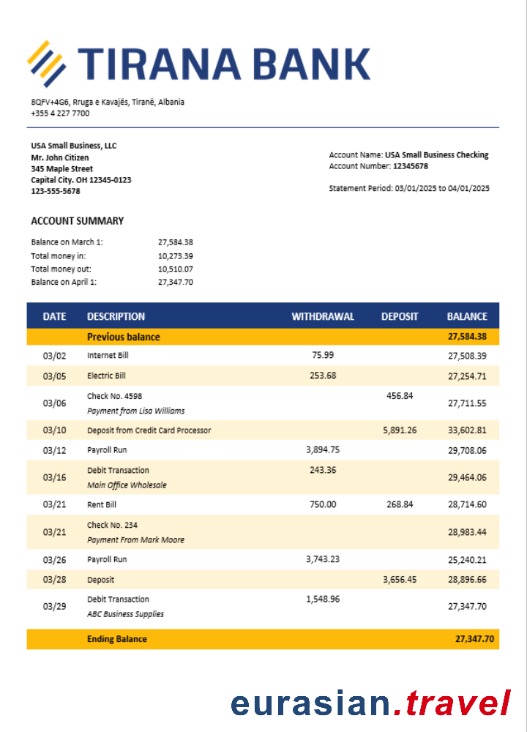 TIRANA BANK
BQFV+4G6, Rruga e Kavajës, Tiranë, Albania
+355 4 227 7700
USA Small Business, LLC
Mr. John Citizen
345 Maple Street
Capital City. OH 12345-0123
123-555-5678
Account Name: USA Small Business Checking
Account Number: 12345678
Statement Period: 03/01/2025 to 04/01/2025
ACCOUNT SUMMARY
Balance on March 1: 27,584.38
Total money in: 10,273.39
Total money out: 10,510.07
Balance on April 1: 27,347.70
DATE DESCRIPTION WITHDRAWAL DEPOSIT BALANCE
Previous balance 27,584.38
03/02 Internet Bill 75.99 27,508.39
03/05 Electric Bill 253.68 27,254.71
03/06 Check No. 4598 456.84 27,711.55
Payment from Lisa Williams
03/10 Deposit from Credit Card Processor 5,891.26 33,602.81
03/12 Payroll Run 3,894.75 29,708.06
03/16 Debit Transaction 243.36 29,464.06
Main Office Wholesale
03/21 Rent Bill 750.00 268.84 28,714.60
03/21 Check No. 234 28,983.44
Payment From Mark Moore
03/26 Payroll Run 3,743.23 25,240.21
03/28 Deposit 3,656.45 28,896.66
03/29 Debit Transaction 1,548.96 27,347.70
ABC Business Supplies
Ending Balance 27,347.70
eurasian.travel